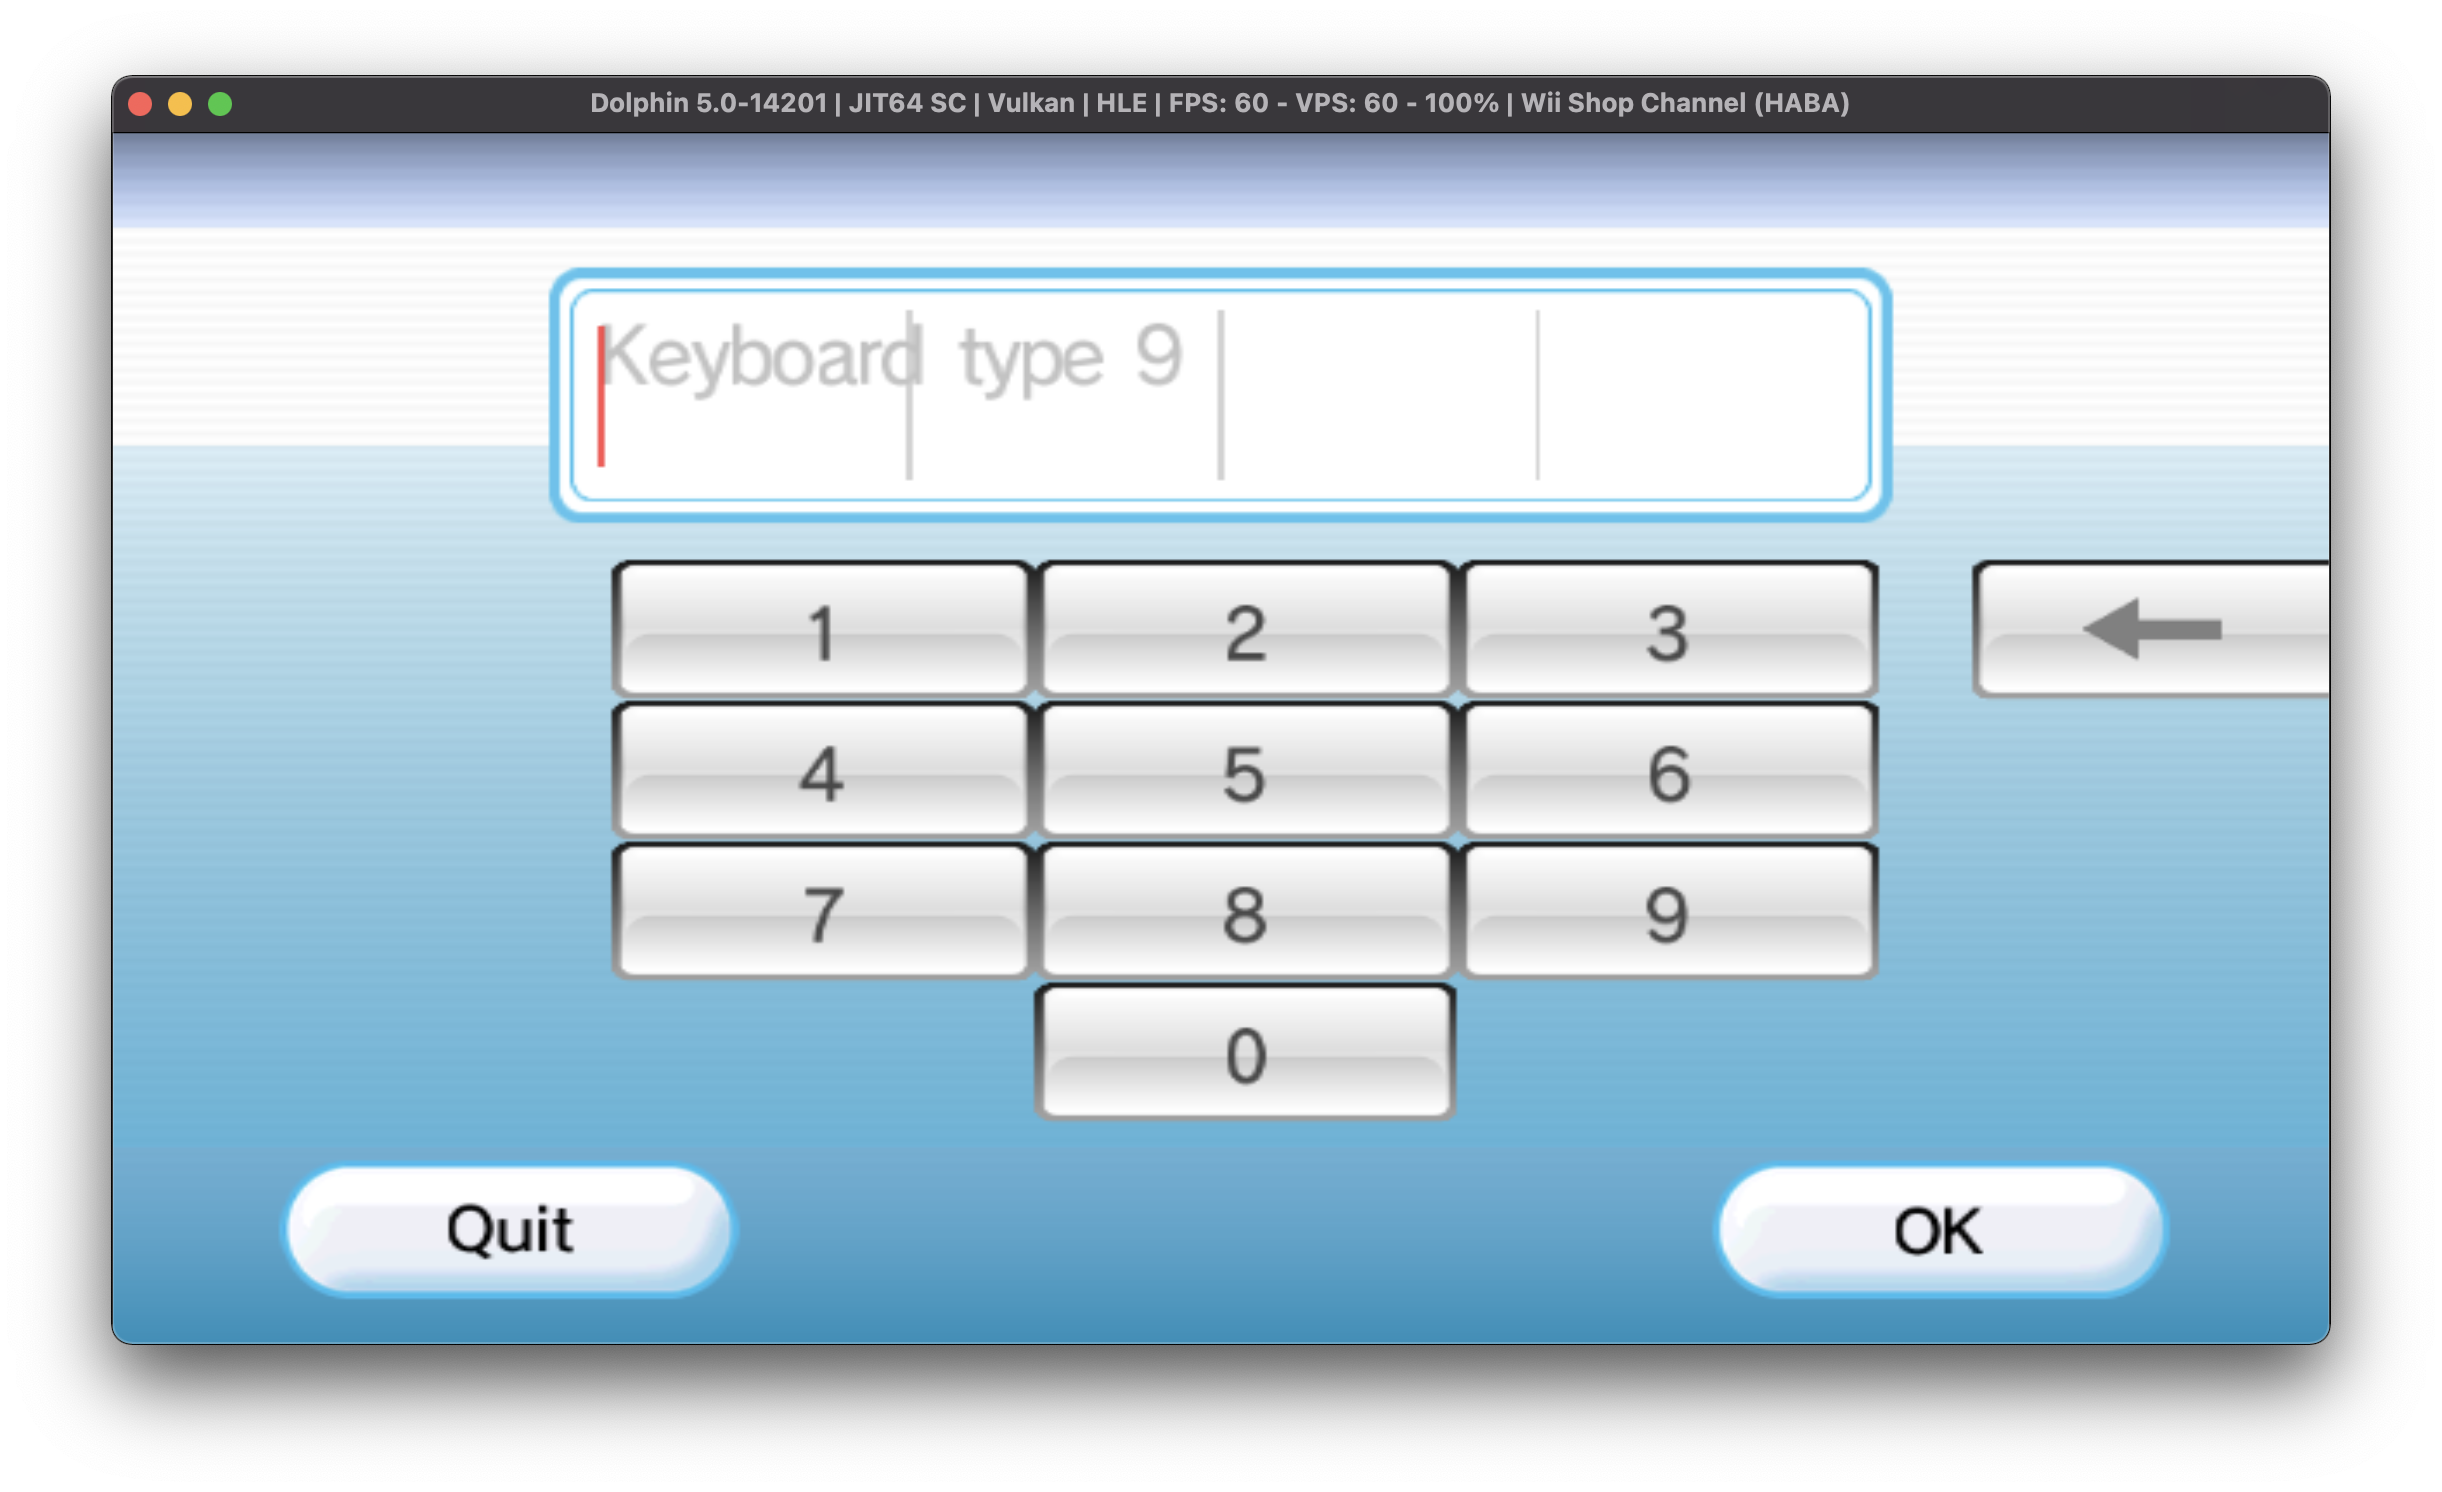 Dolphin 5.0-14201 | JIT64 SC | Vulkan | HLE | FPS: 60 - VPS: 60 - 100% | Wii Shop Channel (HABA)
Keyboard type 9
1 2 3
4 5 6
7 8 9
0
Quit OK